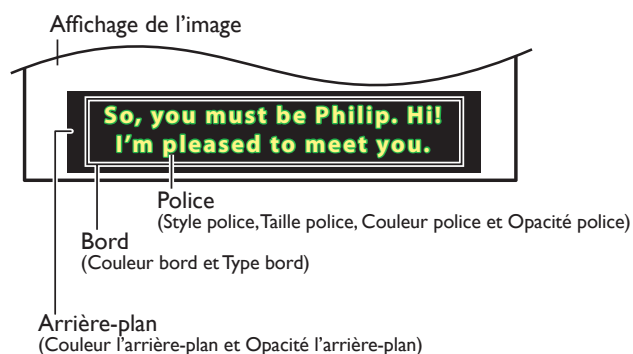 Affichage de l’image
So, you must be Philip. Hi!
I’m pleased to meet you.
Police
(Style police, Taille police, Couleur police et Opacité police)
Bord
(Couleur bord et Type bord)
Arrière-plan
(Couleur l’arrière-plan et Opacité l’arrière-plan)